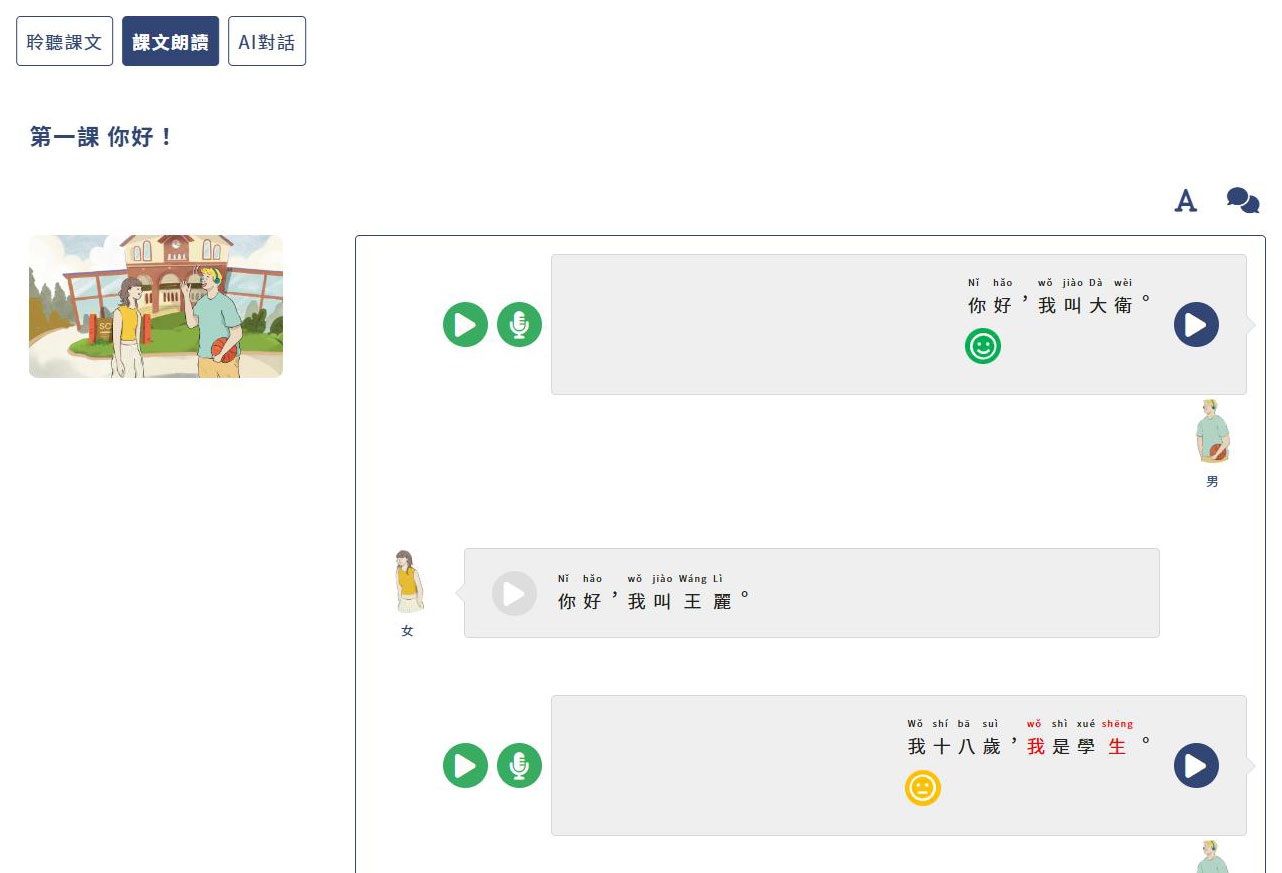 聆聽課文 課文朗讀 AI對話
第一課 你好！
A
Nǐ hǎo wǒ jiào Dà wèi
你好，我叫大衛。
男
Nǐ hǎo wǒ jiào Wáng Lì
你好，我叫王麗。
女
Wǒ shí bā suì wǒ shì xué shēng
我十八歲，我是學生。